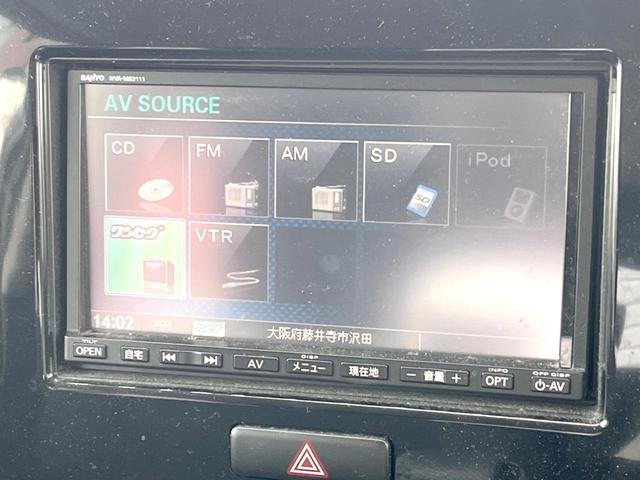 SANYO NVA-MS3111
AV SOURCE
CD FM AM SD iPod
ワンセグ VTR
14:02 大阪府藤井寺市沢田
TILT DISP INFO OFF DISP
OPEN 自宅 AV メニュー 現在地 － 音量 ＋ OPT AV